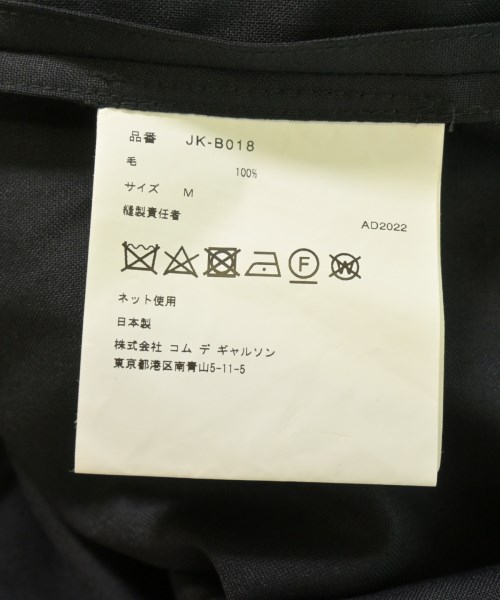 品番 JK-B018
毛 100%
サイズ M
縫製責任者
AD2022
F W
ネット使用
日本製
株式会社 コム デ ギャルソン
東京都港区南青山5-11-5